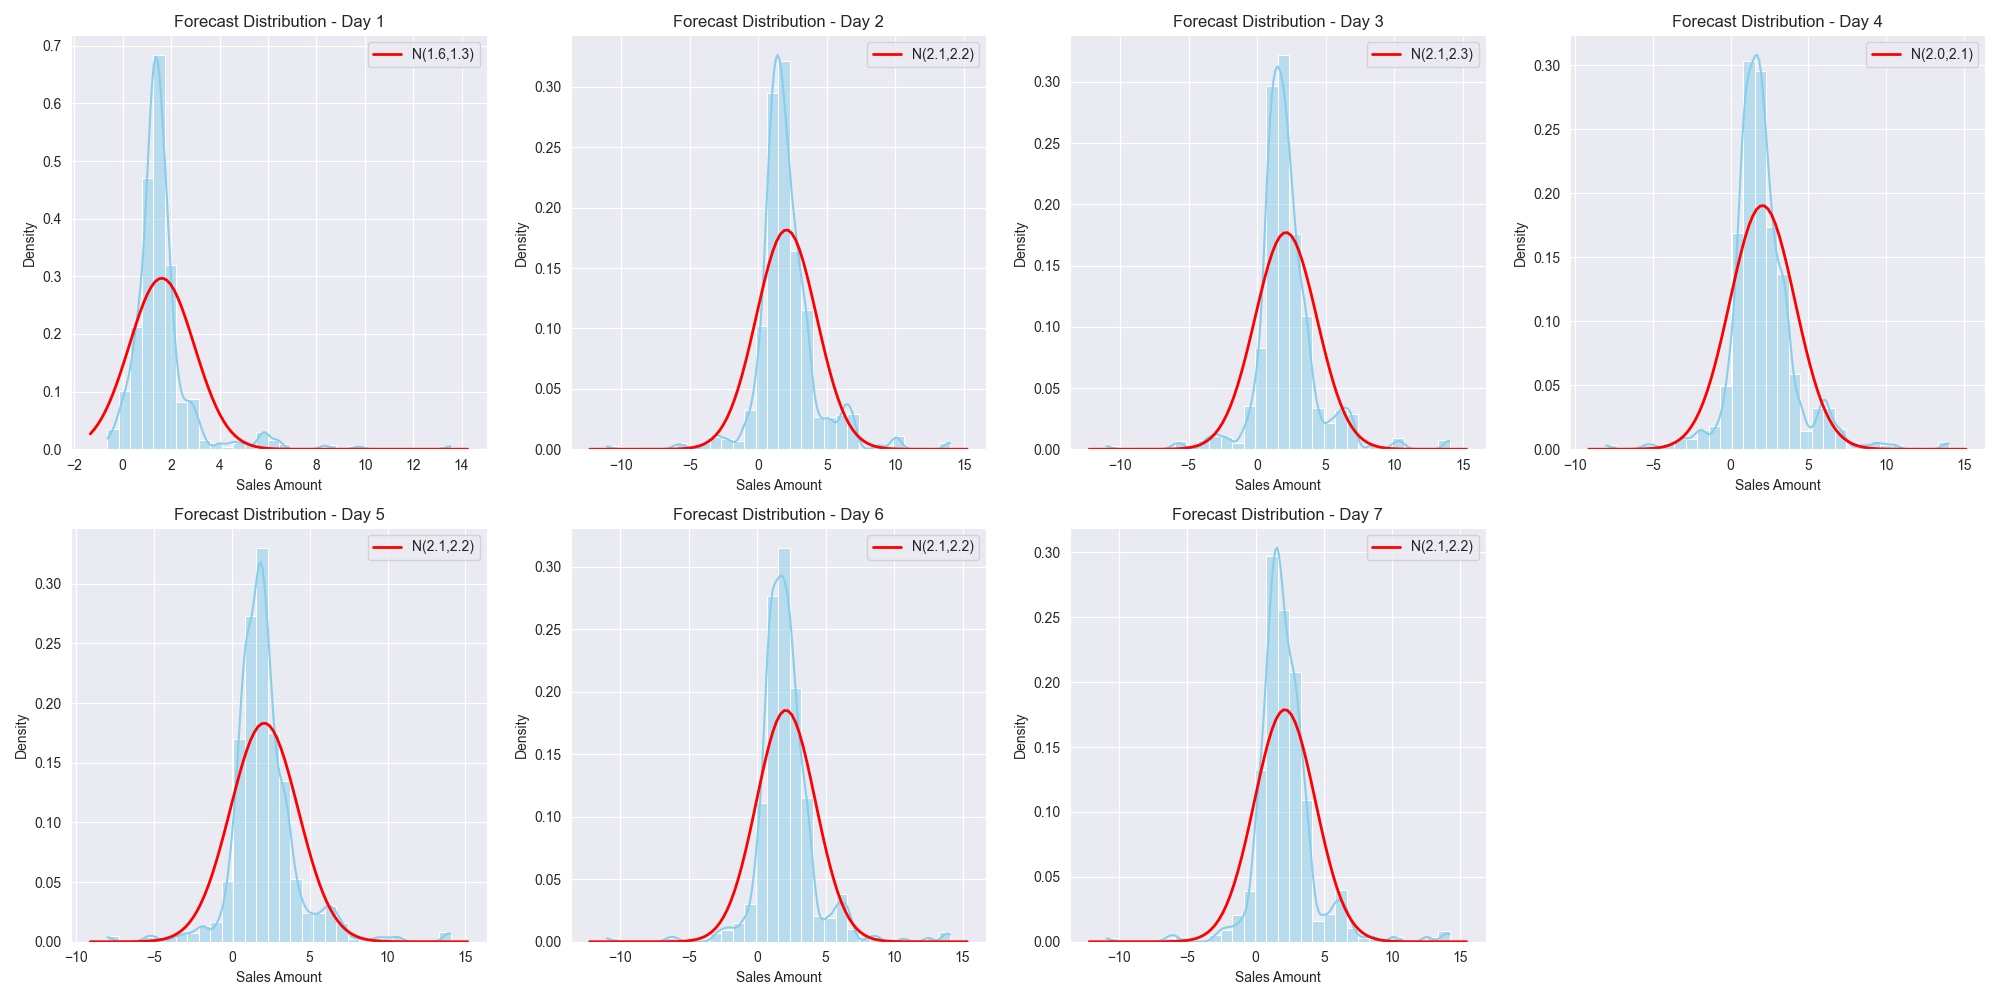 Forecast Distribution - Day 1
N(1.6,1.3)
0.7
0.6
0.5
0.4
0.3
0.2
0.1
0.0
Density
−2 0 2 4 6 8 10 12 14
Sales Amount
Forecast Distribution - Day 2
N(2.1,2.2)
0.30
0.25
0.20
0.15
0.10
0.05
0.00
Density
−10 −5 0 5 10 15
Sales Amount
Forecast Distribution - Day 3
N(2.1,2.3)
0.30
0.25
0.20
0.15
0.10
0.05
0.00
Density
−10 −5 0 5 10 15
Sales Amount
Forecast Distribution - Day 4
N(2.0,2.1)
0.30
0.25
0.20
0.15
0.10
0.05
0.00
Density
−10 −5 0 5 10 15
Sales Amount
Forecast Distribution - Day 5
N(2.1,2.2)
0.30
0.25
0.20
0.15
0.10
0.05
0.00
Density
−10 −5 0 5 10 15
Sales Amount
Forecast Distribution - Day 6
N(2.1,2.2)
0.30
0.25
0.20
0.15
0.10
0.05
0.00
Density
−10 −5 0 5 10 15
Sales Amount
Forecast Distribution - Day 7
N(2.1,2.2)
0.30
0.25
0.20
0.15
0.10
0.05
0.00
Density
−10 −5 0 5 10 15
Sales Amount